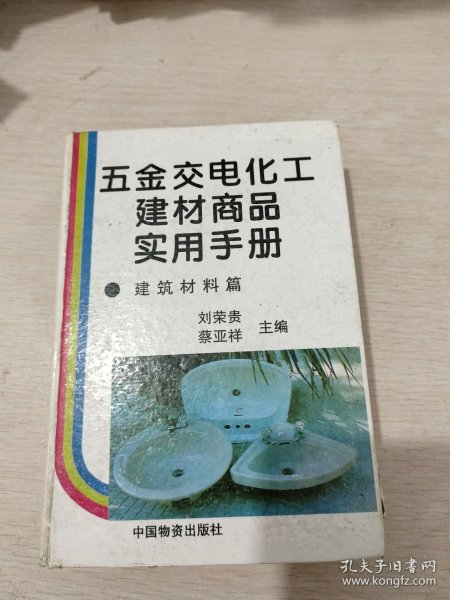 五金交电化工
建材商品
实用手册
建筑材料篇
刘荣贵
蔡亚祥 主编
中国物资出版社
孔夫子旧书网
www.kongfz.com